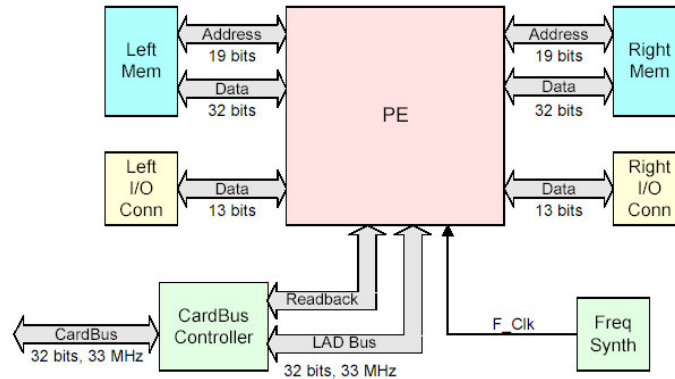 Left
Mem
Address
19 bits
Data
32 bits
PE
Address
19 bits
Data
32 bits
Right
Mem
Left
I/O
Conn
Data
13 bits
Data
13 bits
Right
I/O
Conn
Readback
CardBus
32 bits, 33 MHz
CardBus
Controller
LAD Bus
32 bits, 33 MHz
F_Clk
Freq
Synth